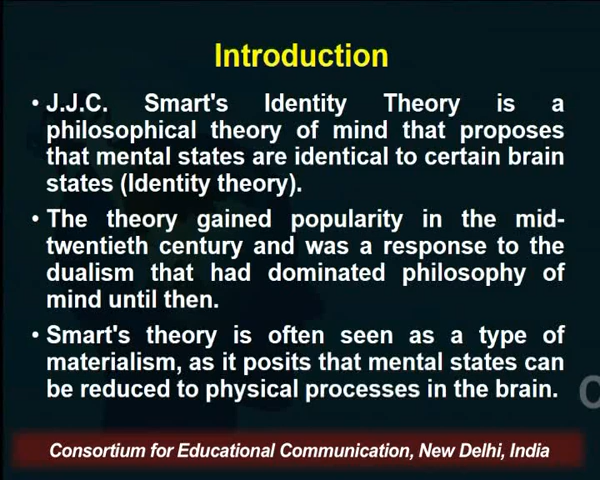 Introduction
• J.J.C. Smart's Identity Theory is a
philosophical theory of mind that proposes
that mental states are identical to certain brain
states (Identity theory).
• The theory gained popularity in the mid-
twentieth century and was a response to the
dualism that had dominated philosophy of
mind until then.
• Smart's theory is often seen as a type of
materialism, as it posits that mental states can
be reduced to physical processes in the brain.
Consortium for Educational Communication, New Delhi, India